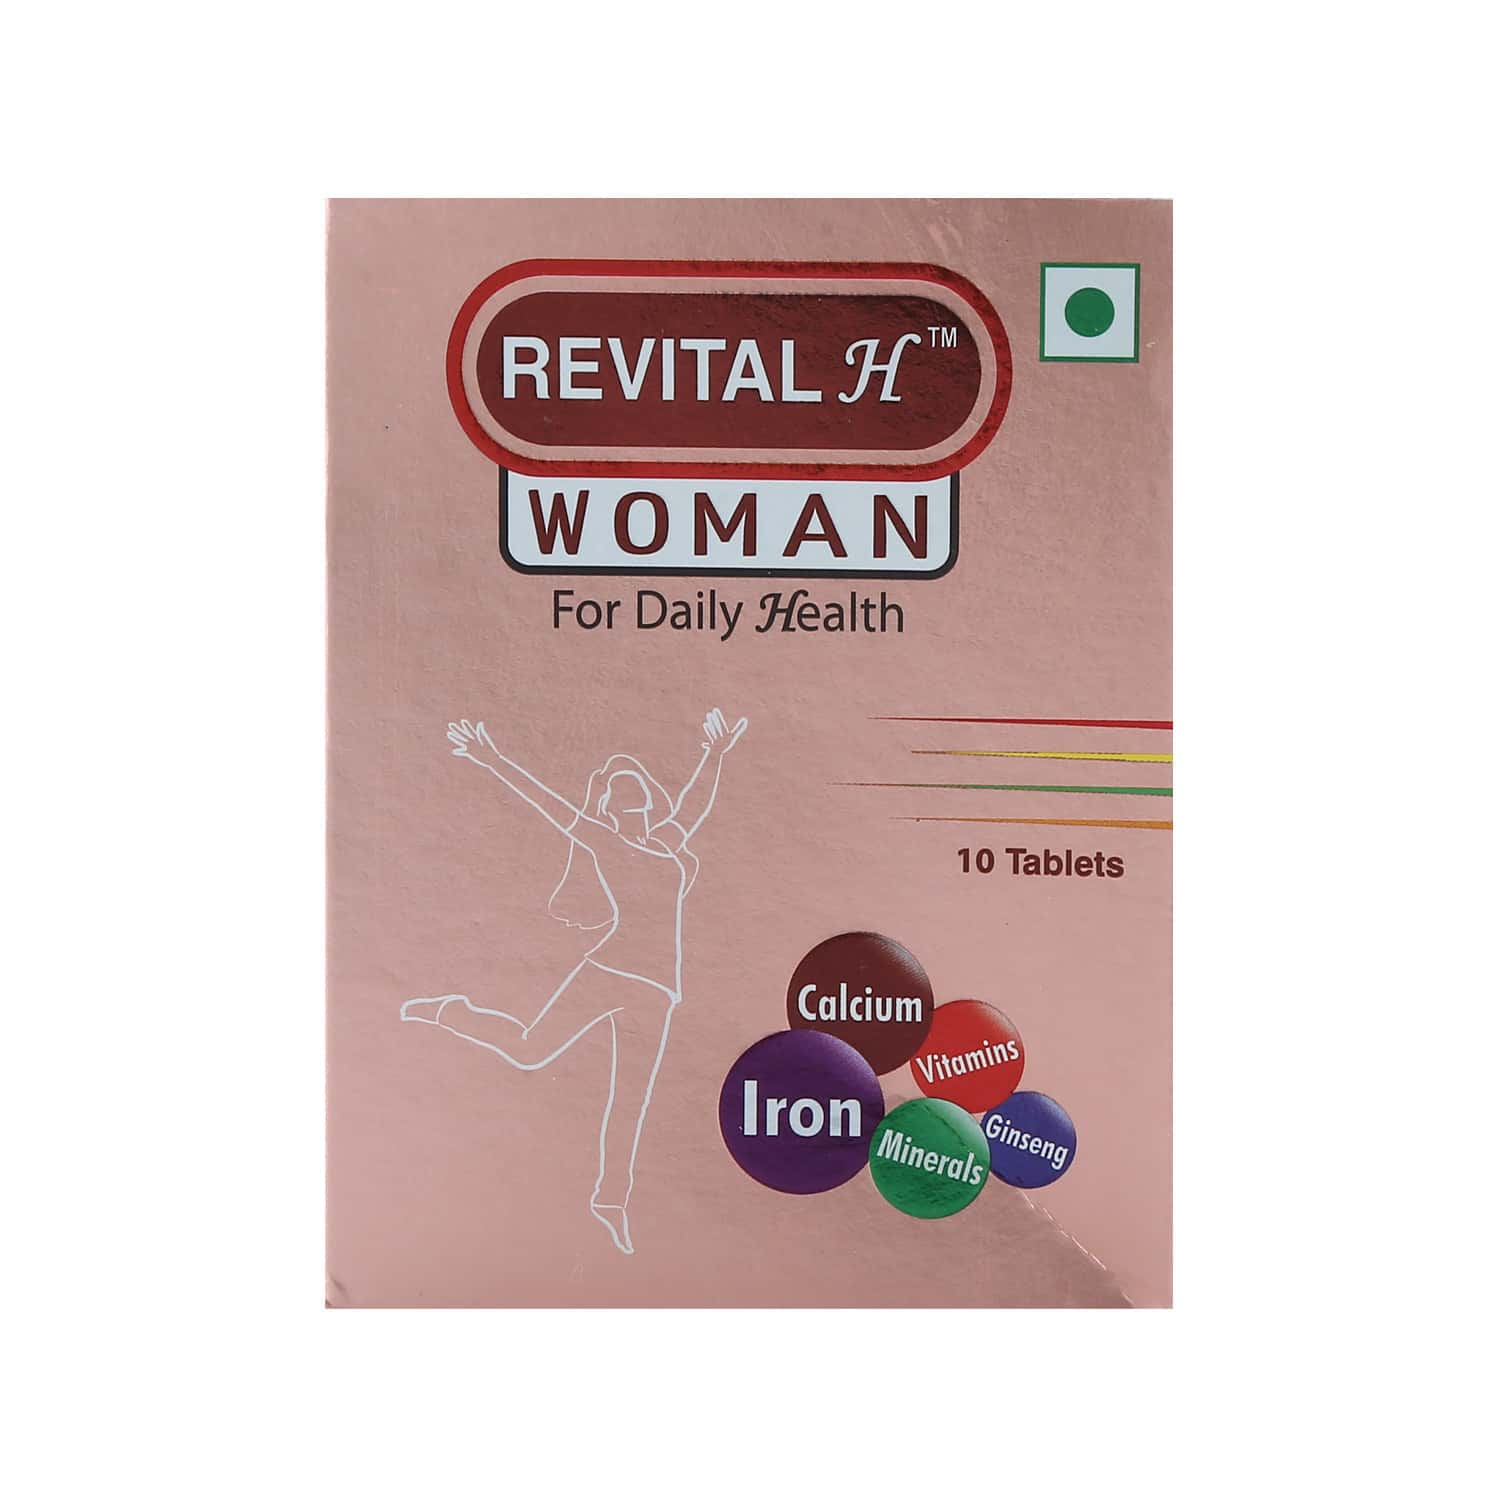 REVITAL H™
WOMAN
For Daily Health
10 Tablets
Calcium
Vitamins
Iron
Ginseng
Minerals